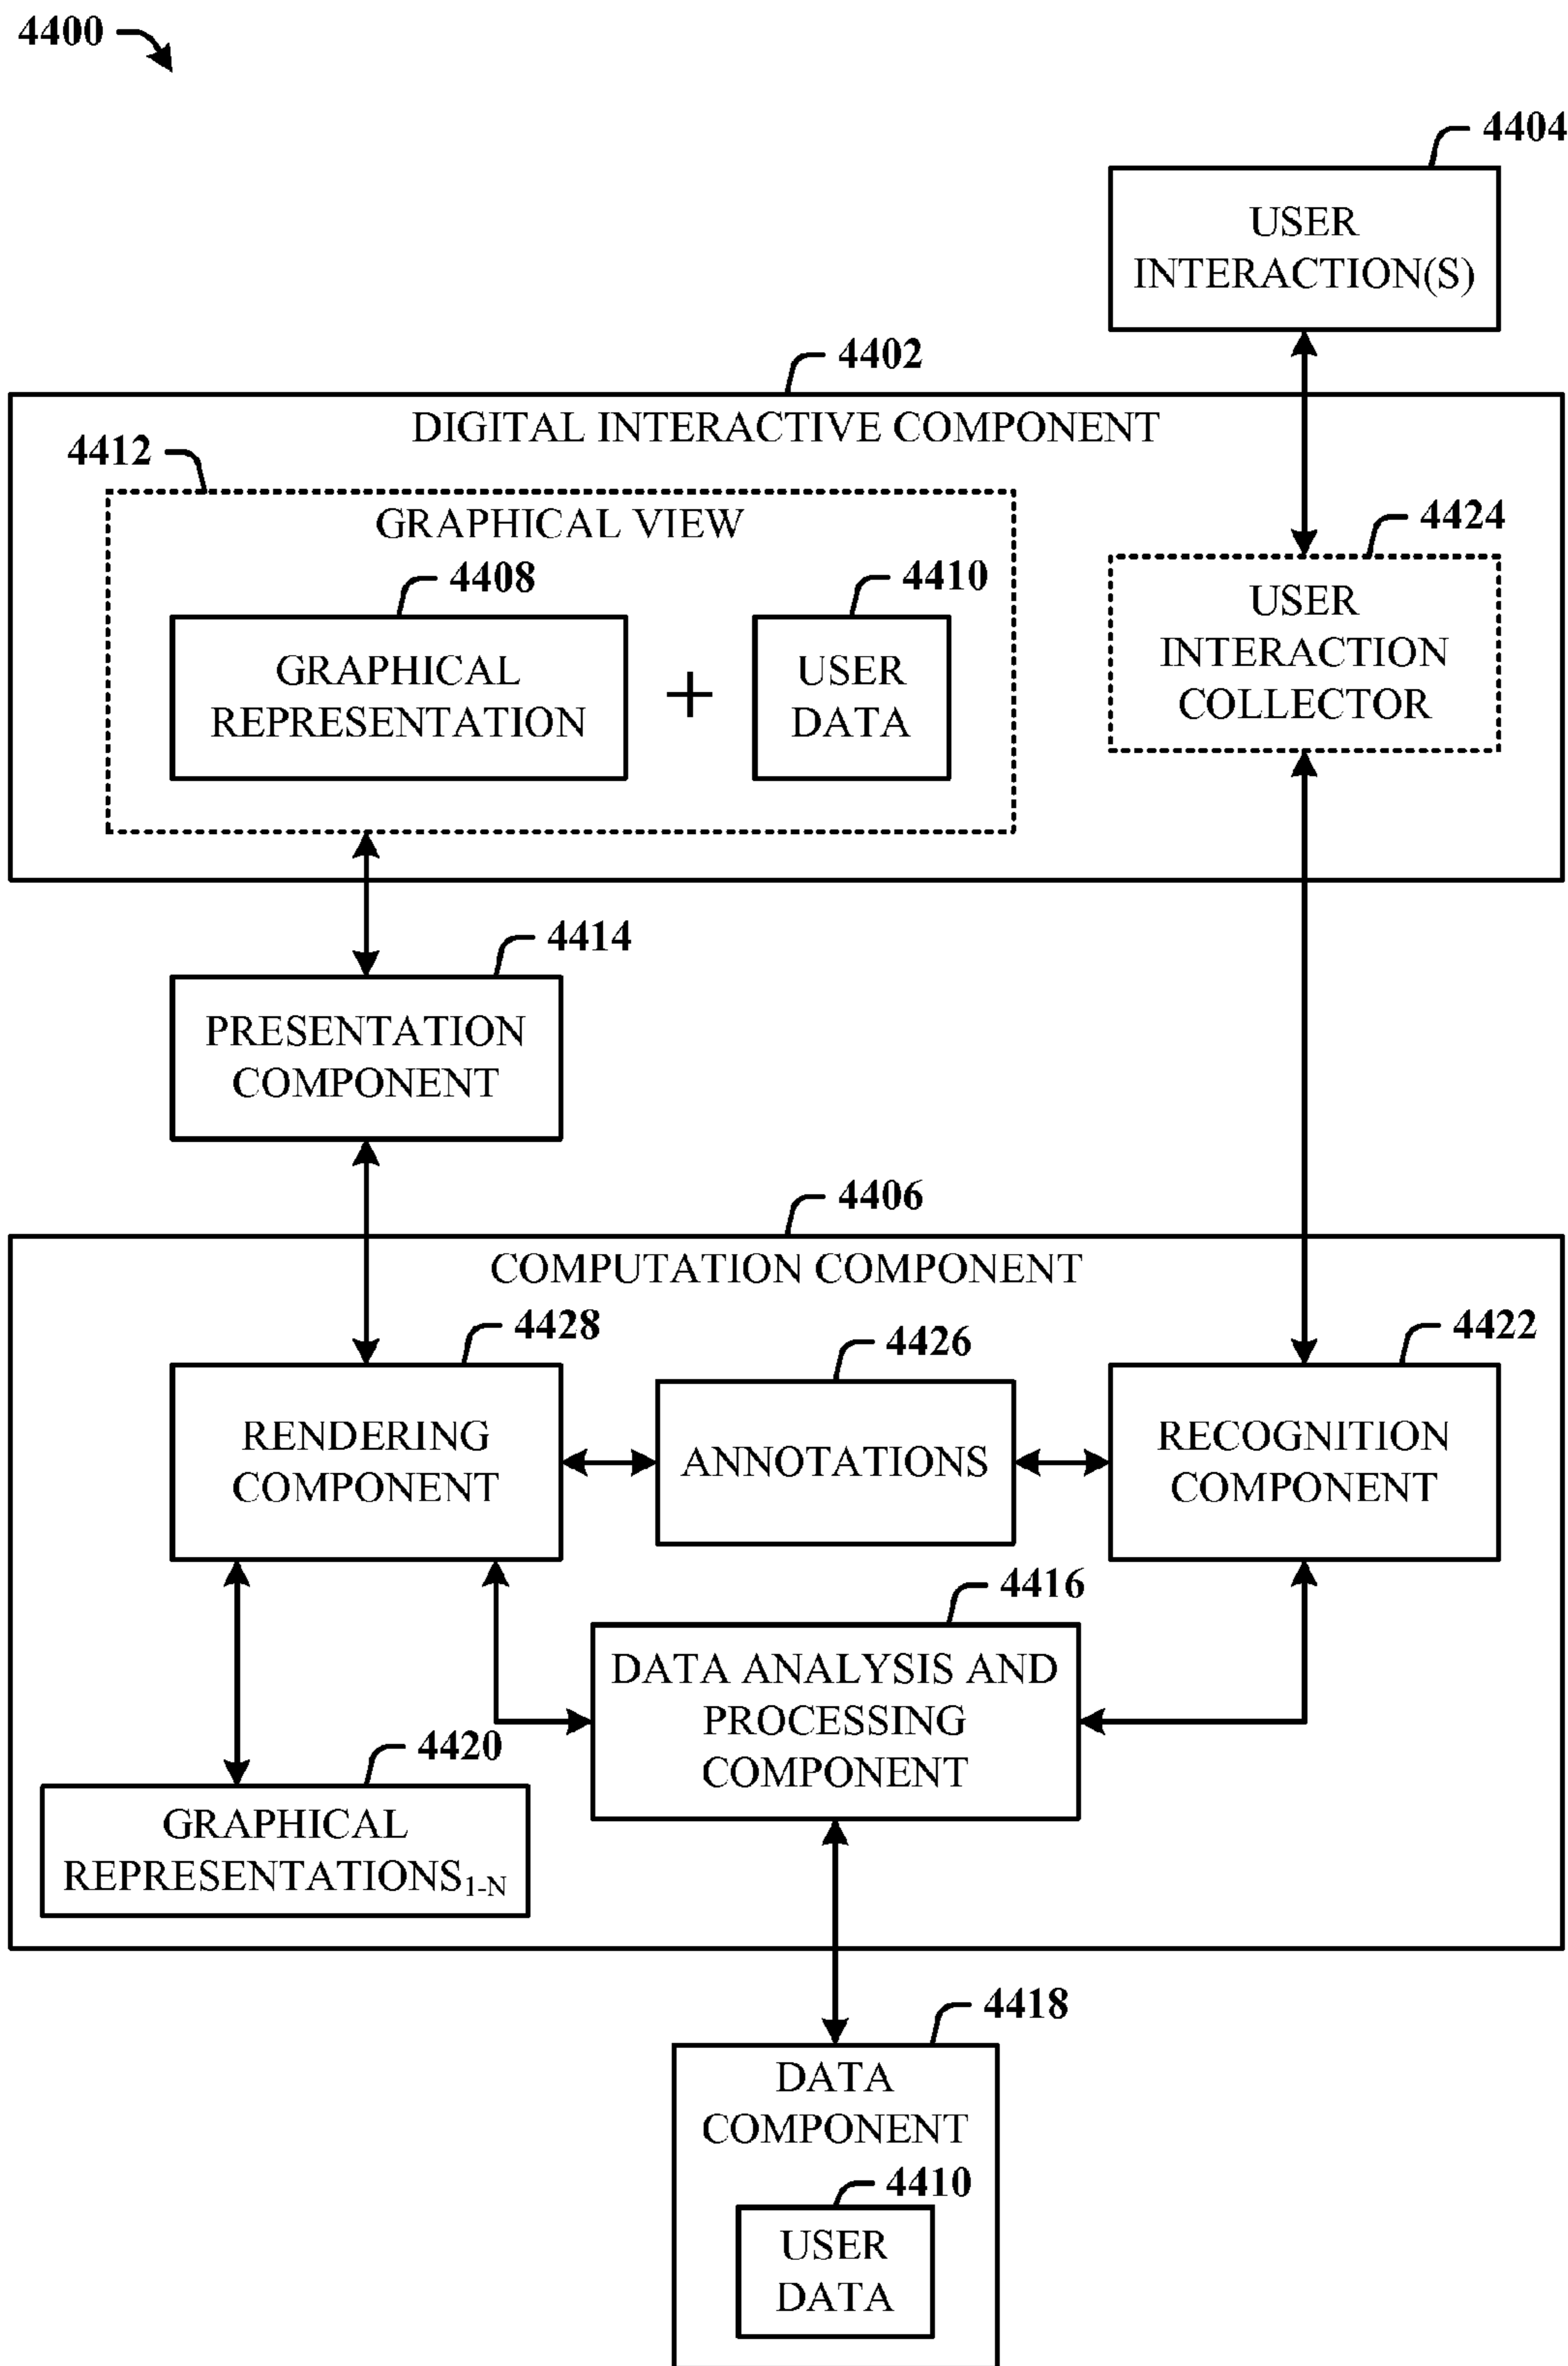 4400
4404
USER
INTERACTION(S)
4402
DIGITAL INTERACTIVE COMPONENT
4412
GRAPHICAL VIEW
4408
4410
4424
GRAPHICAL
REPRESENTATION
+
USER
DATA
USER
INTERACTION
COLLECTOR
4414
PRESENTATION
COMPONENT
4406
COMPUTATION COMPONENT
4428
4426
4422
RENDERING
COMPONENT
ANNOTATIONS
RECOGNITION
COMPONENT
4416
DATA ANALYSIS AND
PROCESSING
COMPONENT
4420
GRAPHICAL
REPRESENTATIONS1-N
4418
DATA
COMPONENT
4410
USER
DATA